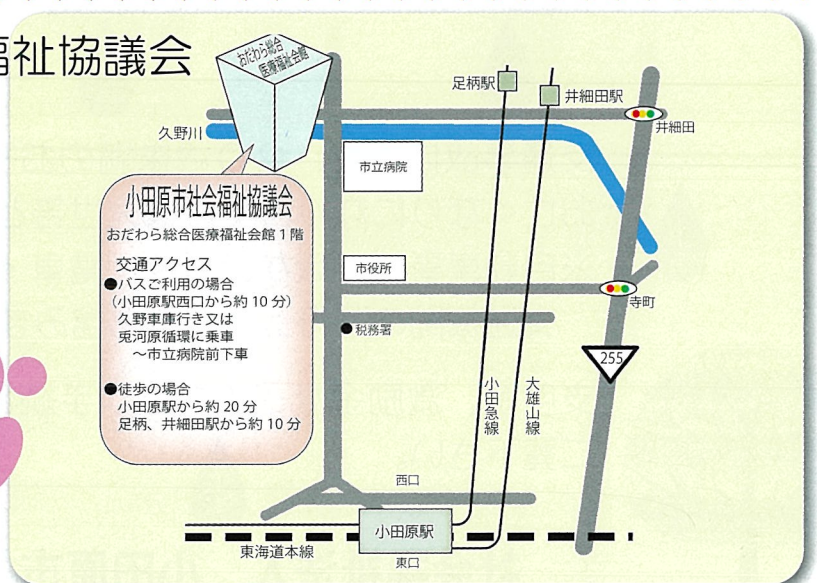 福祉協議会
おだわら総合
医療福祉会館
足柄駅
井細田駅
久野川
井細田
市立病院
小田原市社会福祉協議会
おだわら総合医療福祉会館1階
交通アクセス
●バスご利用の場合
(小田原駅西口から約10分)
久野車庫行き又は
兎河原循環に乗車
～市立病院前下車
●徒歩の場合
小田原駅から約20分
足柄、井細田駅から約10分
市役所
寺町
税務署
255
小田急線
大雄山線
西口
小田原駅
東海道本線
東口